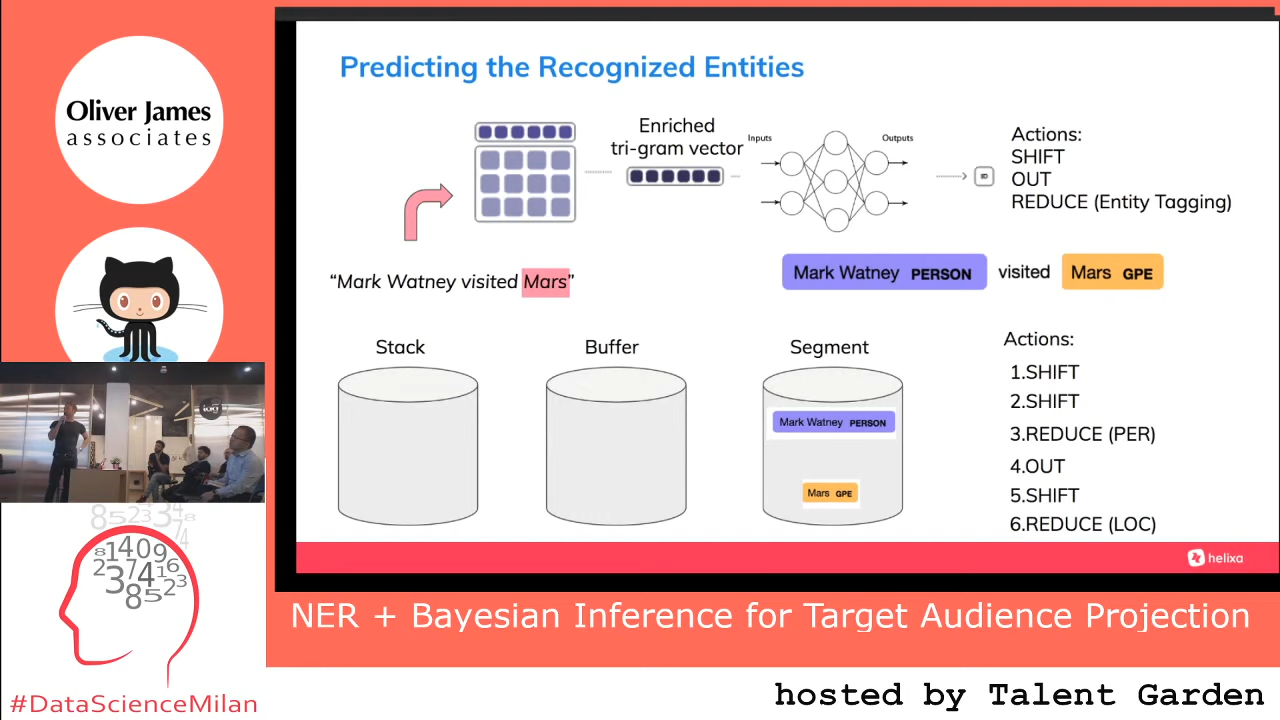 Oliver James
associates
Predicting the Recognized Entities
Enriched
tri-gram vector
Inputs
Outputs
Actions:
SHIFT
OUT
REDUCE (Entity Tagging)
“Mark Watney visited Mars”
Mark Watney PERSON visited Mars GPE
Stack
Buffer
Segment
Mark Watney PERSON
Mars GPE
Actions:
1.SHIFT
2.SHIFT
3.REDUCE (PER)
4.OUT
5.SHIFT
6.REDUCE (LOC)
helixa
NER + Bayesian Inference for Target Audience Projection
#DataScienceMilan
hosted by Talent Garden